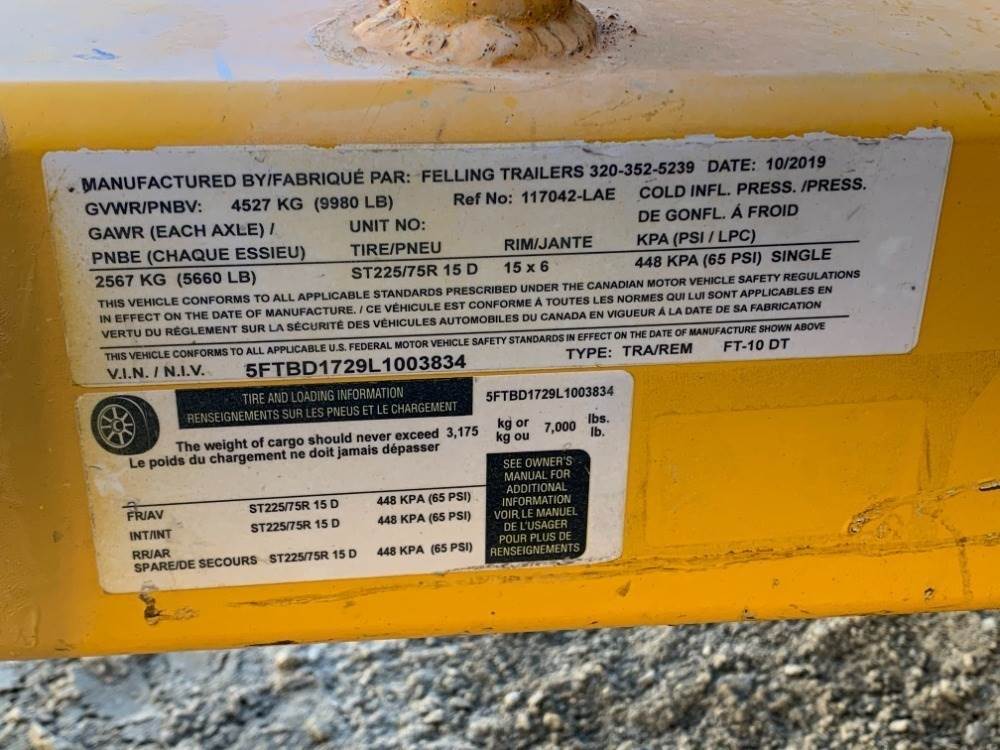 MANUFACTURED BY/FABRIQUÉ PAR: FELLING TRAILERS 320-352-5239 DATE: 10/2019
GVWR/PNBV: 4527 KG (9980 LB) Ref No: 117042-LAE COLD INFL. PRESS. /PRESS.
GAWR (EACH AXLE) / UNIT NO: DE GONFL. Á FROID
PNBE (CHAQUE ESSIEU) TIRE/PNEU RIM/JANTE KPA (PSI / LPC)
2567 KG (5660 LB) ST225/75R 15 D 15 x 6 448 KPA (65 PSI) SINGLE
THIS VEHICLE CONFORMS TO ALL APPLICABLE STANDARDS PRESCRIBED UNDER THE CANADIAN MOTOR VEHICLE SAFETY REGULATIONS
IN EFFECT ON THE DATE OF MANUFACTURE. / CE VÉHICULE EST CONFORME Á TOUTES LES NORMES QUI LUI SONT APPLICABLES EN
VERTU DU RÉGLEMENT SUR LA SÉCURITÉ DES VÉHICULES AUTOMOBILES DU CANADA EN VIGUEUR Á LA DATE DE SA FABRICATION
THIS VEHICLE CONFORMS TO ALL APPLICABLE U.S. FEDERAL MOTOR VEHICLE SAFETY STANDARDS IN EFFECT ON THE DATE OF MANUFACTURE SHOWN ABOVE
V.I.N. / N.I.V. 5FTBD1729L1003834 TYPE: TRA/REM FT-10 DT
TIRE AND LOADING INFORMATION
RENSEIGNEMENTS SUR LES PNEUS ET LE CHARGEMENT
5FTBD1729L1003834
The weight of cargo should never exceed 3,175 kg or 7,000 lbs.
Le poids du chargement ne doit jamais dépasser kg ou lb.
FR/AV ST225/75R 15 D 448 KPA (65 PSI)
INT/INT ST225/75R 15 D 448 KPA (65 PSI)
RR/AR
SPARE/DE SECOURS ST225/75R 15 D 448 KPA (65 PSI)
SEE OWNER'S
MANUAL FOR
ADDITIONAL
INFORMATION
VOIR LE MANUEL
DE L'USAGER
POUR PLUS DE
RENSEIGNEMENTS